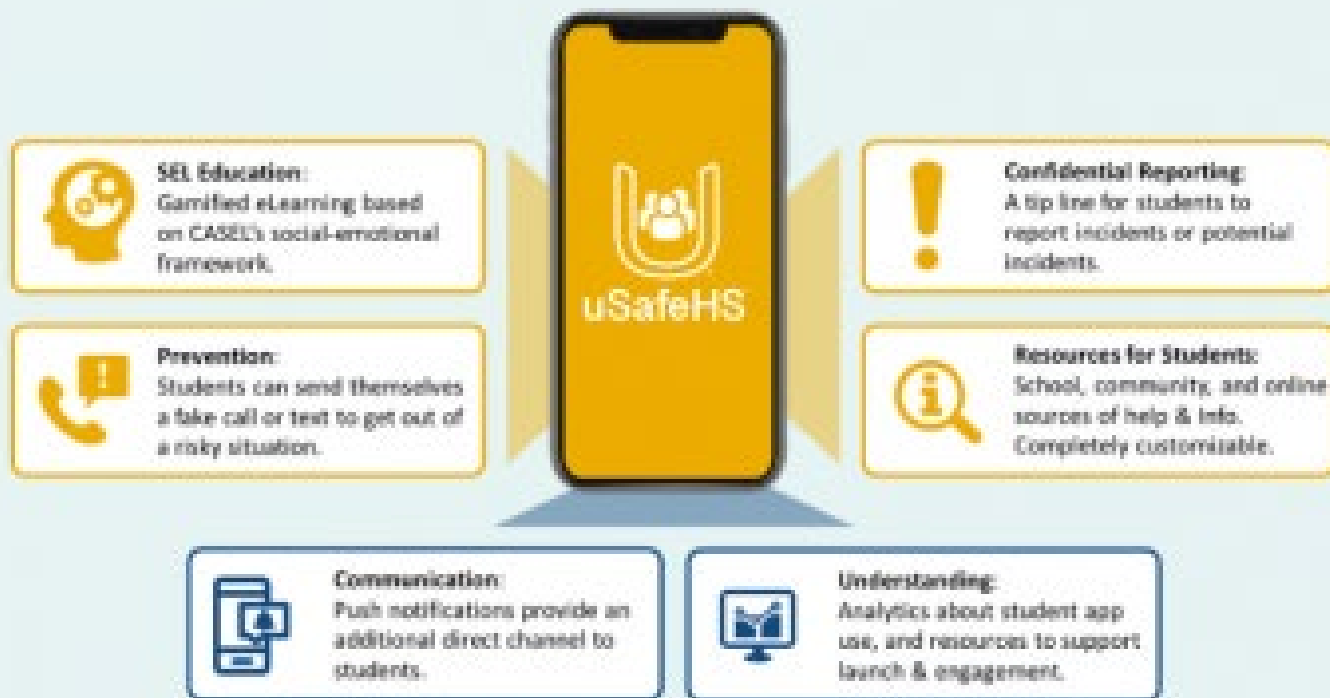 SEL Education:
Gamified eLearning based
on CASEL's social-emotional
framework.
Prevention:
Students can send themselves
a fake call or text to get out of
a risky situation.
uSafeHS
Confidential Reporting
A tip line for students to
report incidents or potential
incidents.
Resources for Students:
School, community, and online
sources of help & info.
Completely customizable.
Communication:
Push notifications provide an
additional direct channel to
students.
Understanding:
Analytics about student app
use, and resources to support
launch & engagement.